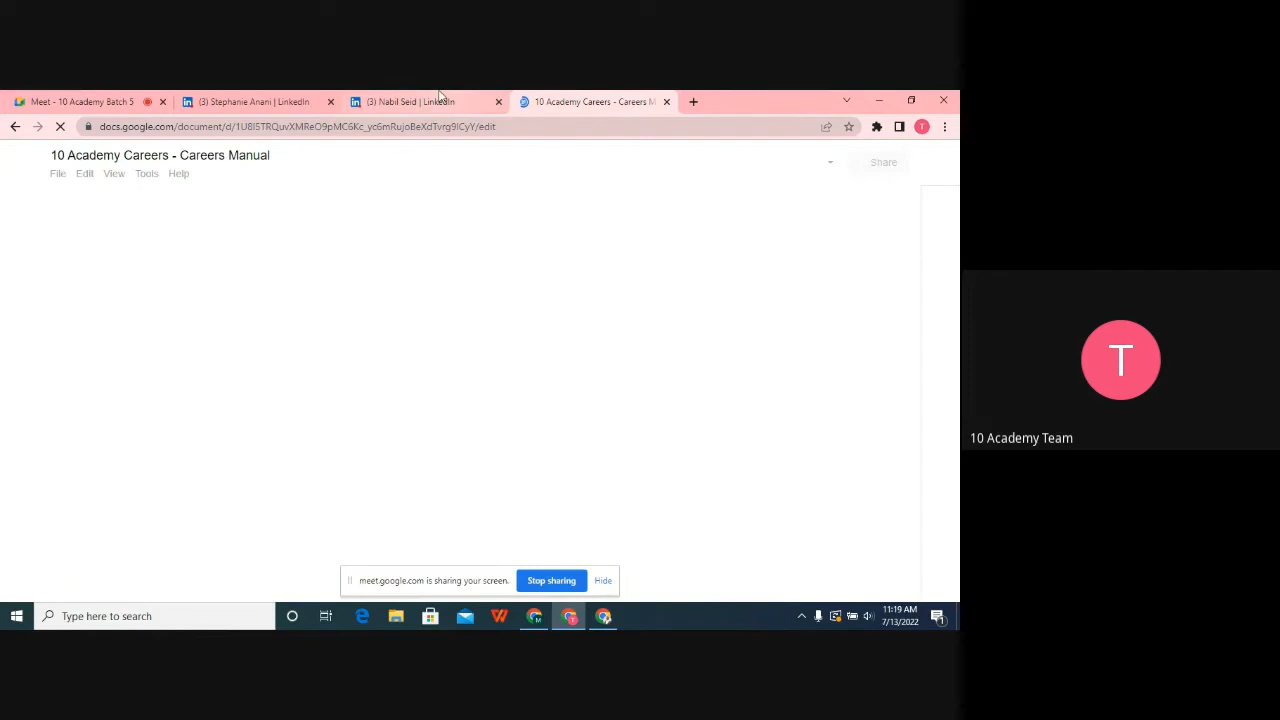 Meet - 10 Academy Batch 5
(3) Stephanie Anani | LinkedIn
(3) Nabil Seid | LinkedIn
10 Academy Careers - Careers M
docs.google.com/document/d/1U8I5TRQuvXMReO9pMC6Kc_yc6mRujoBeXdTvrg9ICyY/edit
T
10 Academy Careers - Careers Manual
Share
File Edit View Tools Help
T
10 Academy Team
meet.google.com is sharing your screen.
Stop sharing
Hide
Type here to search
11:19 AM
7/13/2022
1